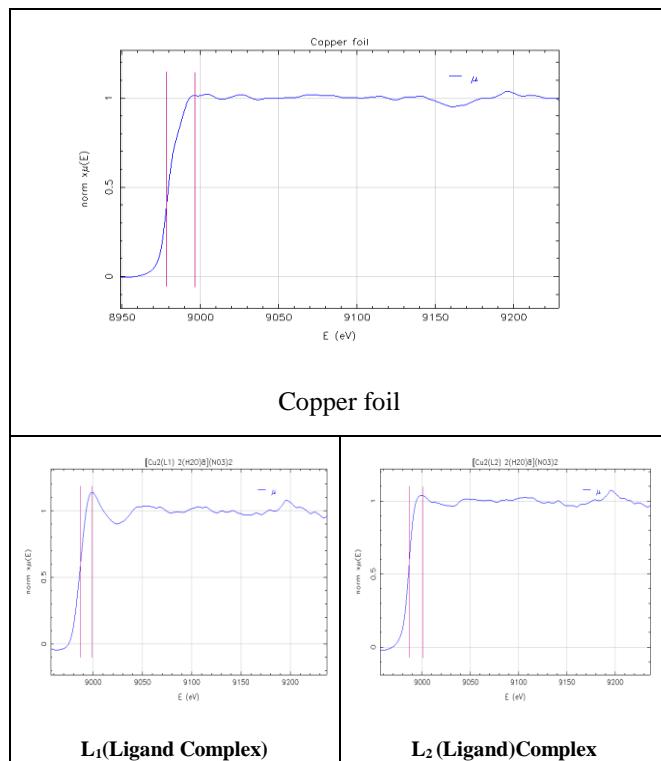 Copper foil
μ
norm xμ(E)
1
0.5
0
8950 9000 9050 9100 9150 9200
E (eV)
Copper foil
[Cu2(L1) 2(H2O)8](NO3)2
μ
norm xμ(E)
1
0.5
0
9000 9050 9100 9150 9200
E (eV)
L1(Ligand Complex)
[Cu2(L2) 2(H2O)8](NO3)2
μ
norm xμ(E)
1
0.5
0
9000 9050 9100 9150 9200
E (eV)
L2 (Ligand)Complex